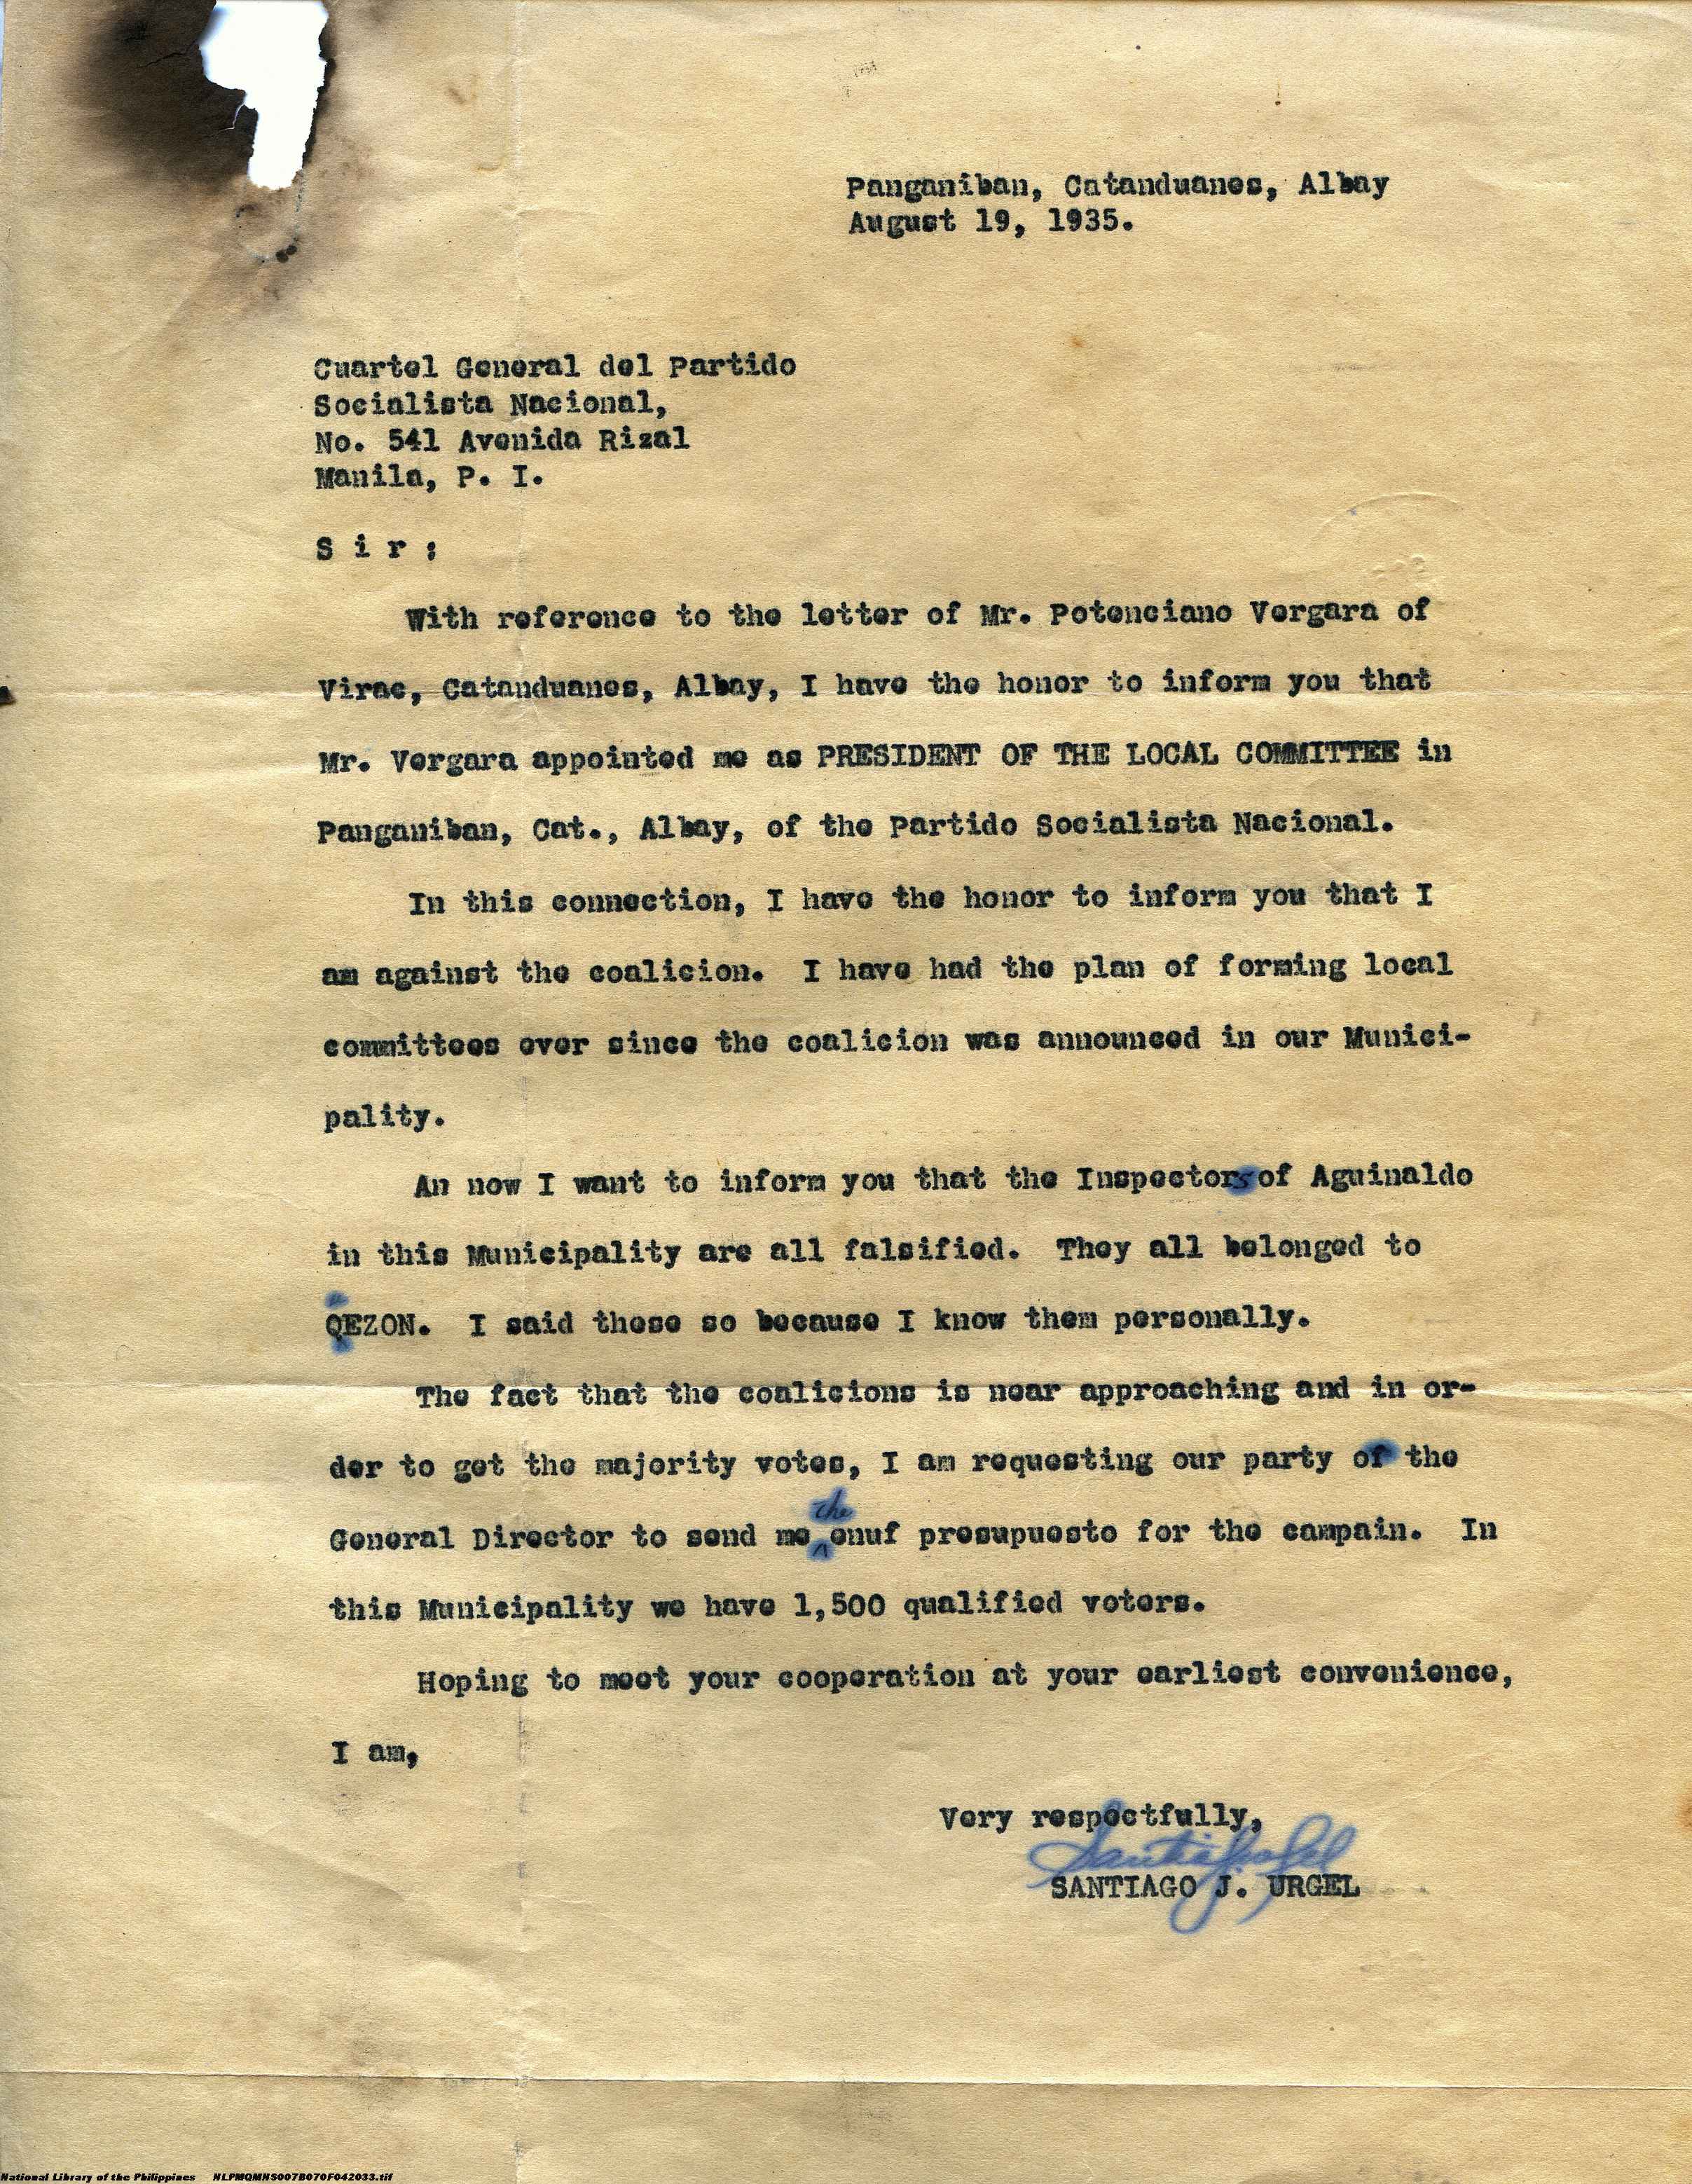 Panganiban, Catanduanes, Albay
August 19, 1935.
Cuartel General del Partido
Socialista Nacional,
No. 541 Avenida Rizal
Manila, P. I.
S i r :
With reference to the letter of Mr. Potenciano Vergara of
Virac, Catanduanes, Albay, I have the honor to inform you that
Mr. Vergara appointed me as PRESIDENT OF THE LOCAL COMMITTEE in
Panganiban, Cat., Albay, of the Partido Socialista Nacional.
In this connection, I have the honor to inform you that I
am against the coalicion. I have had the plan of forming local
committees ever since the coalicion was announced in our Munici-
pality.
An now I want to inform you that the Inspectors of Aguinaldo
in this Municipality are all falsified. They all belonged to
u
QEZON. I said these so because I know them personally.
The fact that the coalicions is near approaching and in or-
der to get the majority votes, I am requesting our party of the
the
General Director to send me enuf presupuesto for the campain. In
this Municipality we have 1,500 qualified voters.
Hoping to meet your cooperation at your earliest convenience,
I am,
Very respectfully,
SANTIAGO J. URGEL
National Library of the Philippines NLPMQMNS007B070F042033.tif